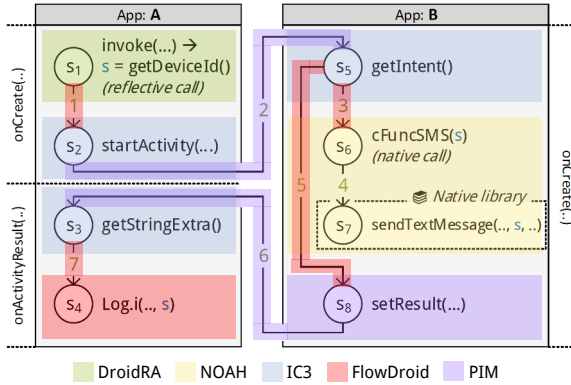 App: A
onCreate(..)
s1
invoke(...) →
s = getDeviceId()
(reflective call)
1
s2
startActivity(...)
onActivityResult(..)
s3
getStringExtra()
7
s4
Log.i(.., s)
2
6
App: B
s5
getIntent()
3
s6
cFuncSMS(s)
(native call)
4
5
Native library
s7
sendTextMessage(.., s, ..)
s8
setResult(...)
onCreate(..)
DroidRA NOAH IC3 FlowDroid PIM